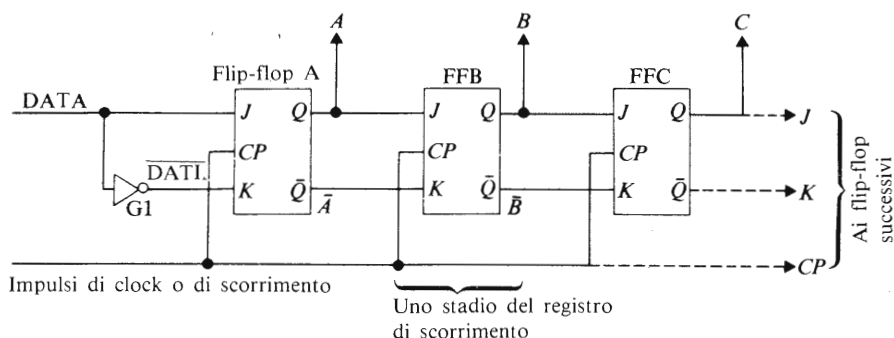 A
B
C
Flip-flop A
FFB
FFC
DATA
J
Q
J
Q
J
Q
J
CP
CP
CP
DATI.
G1
K
Q̄
Ā
K
Q̄
B̄
K
Q̄
K
CP
Ai flip-flop
successivi
Impulsi di clock o di scorrimento
Uno stadio del registro
di scorrimento